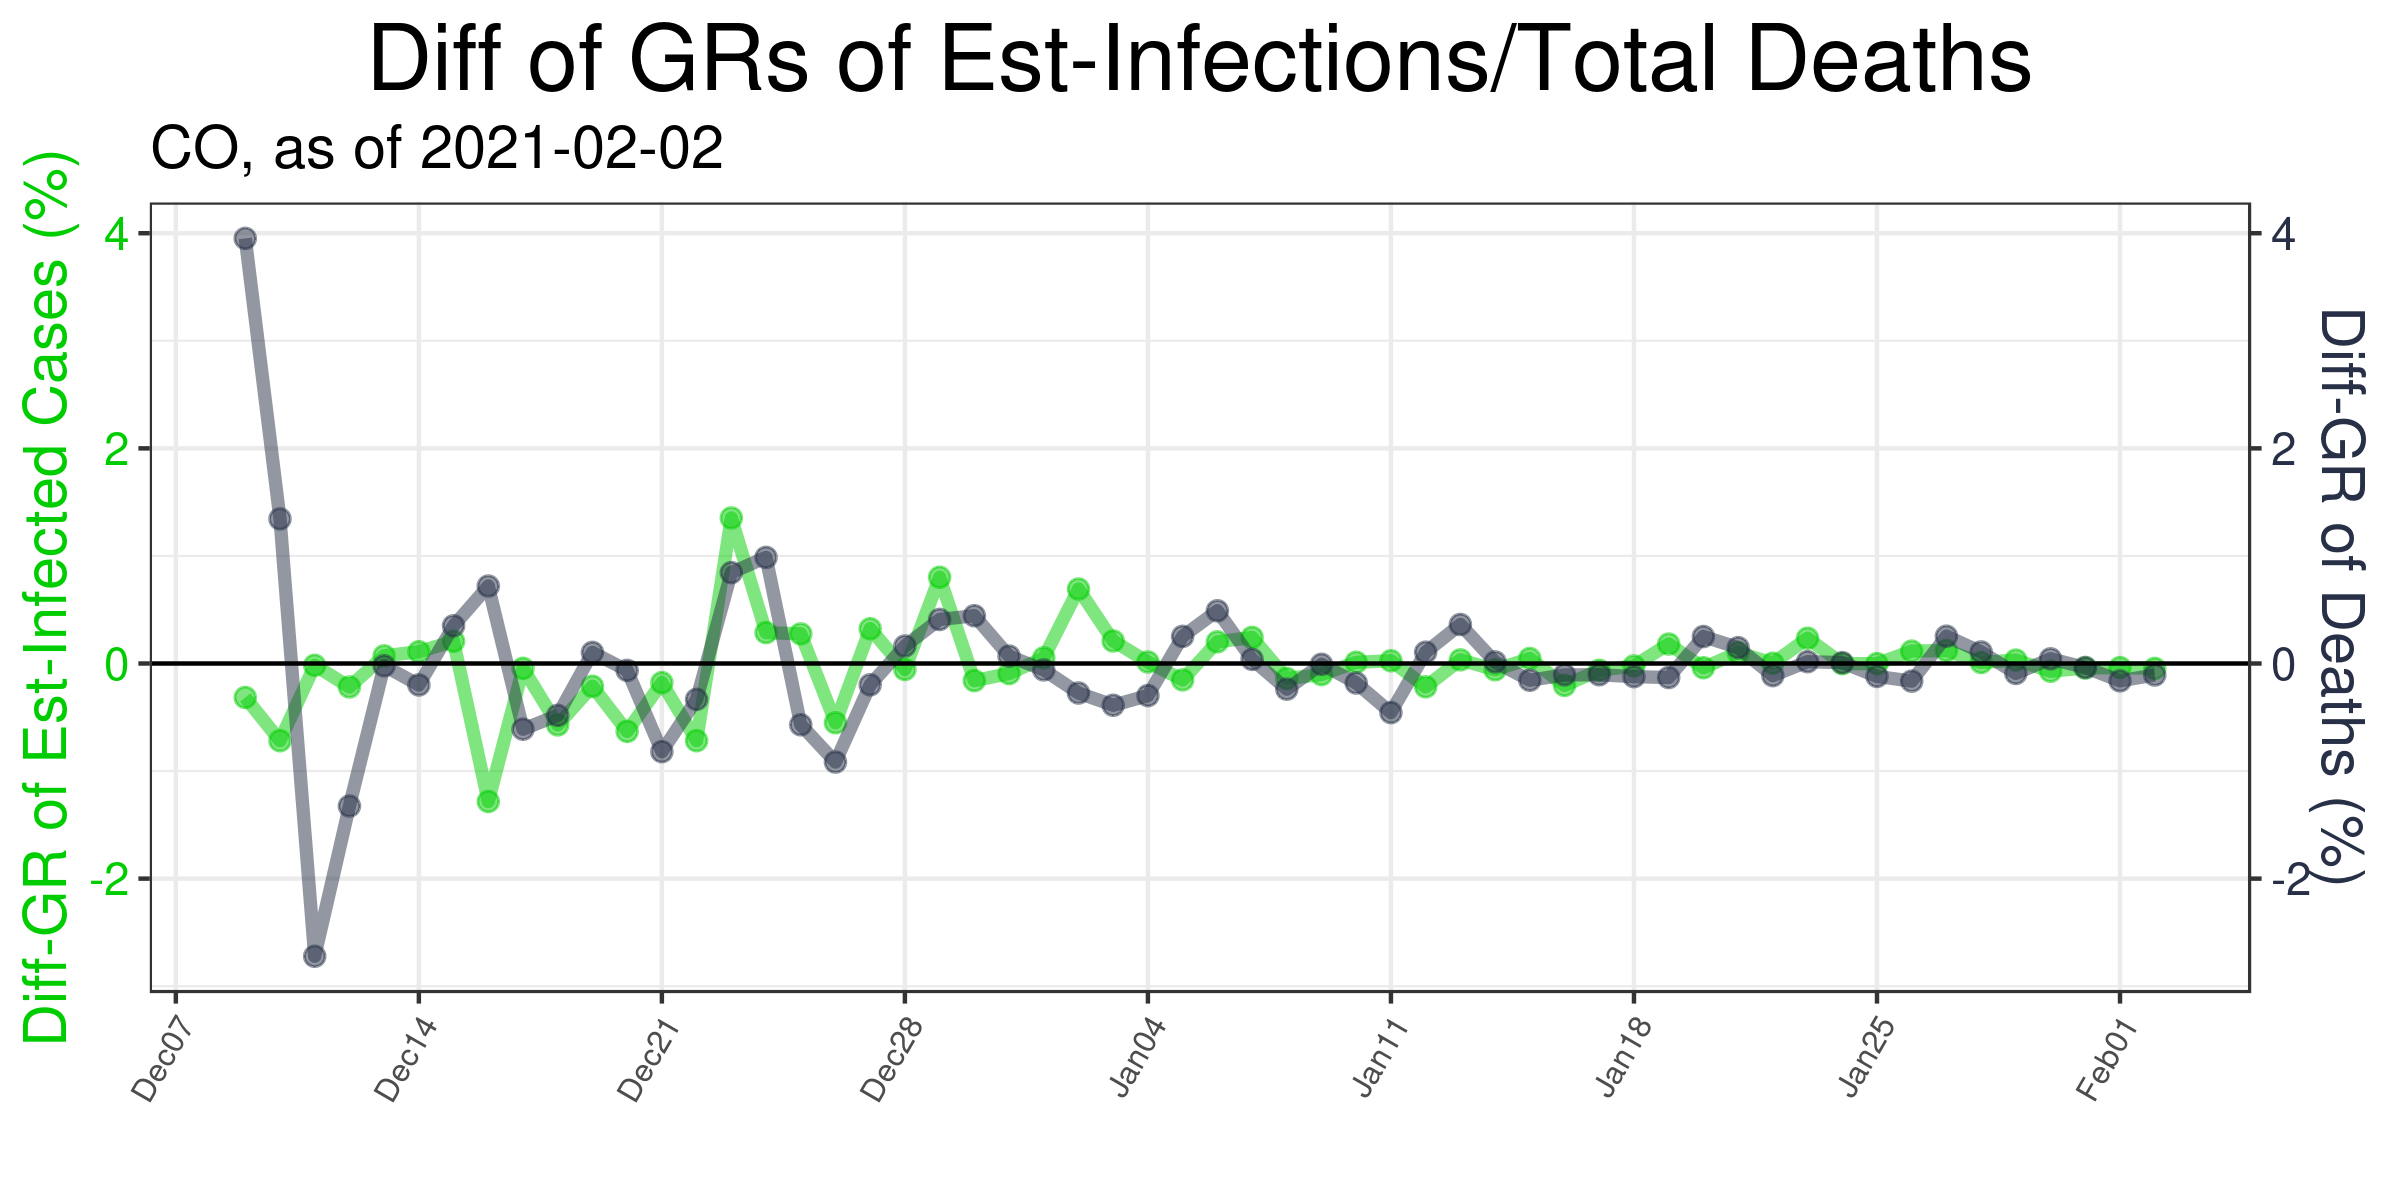 Diff of GRs of Est-Infections/Total Deaths
CO, as of 2021-02-02
Diff-GR of Est-Infected Cases (%)
4
2
0
-2
4
2
0
-2
Diff-GR of Deaths (%)
Dec07
Dec14
Dec21
Dec28
Jan04
Jan11
Jan18
Jan25
Feb01